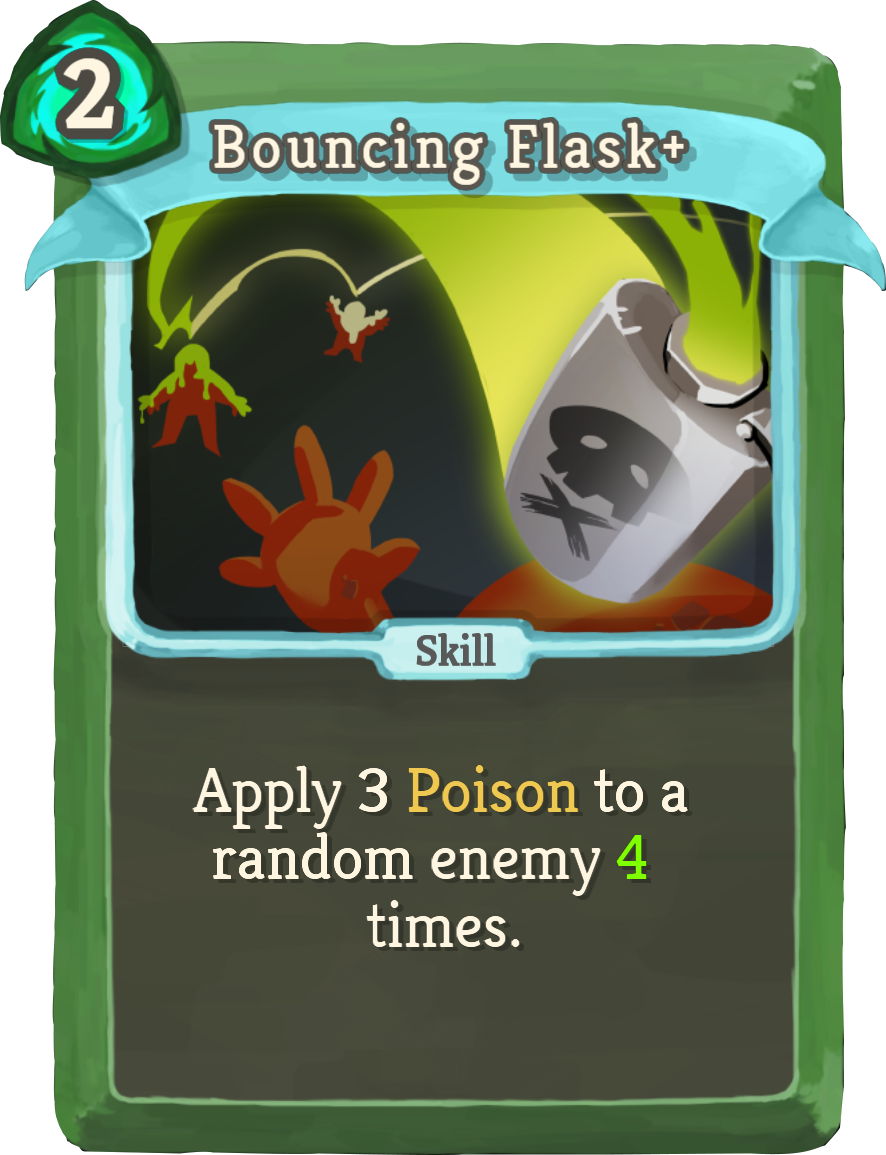 2
Bouncing Flask+
Skill
Apply 3 Poison to a
random enemy 4
times.